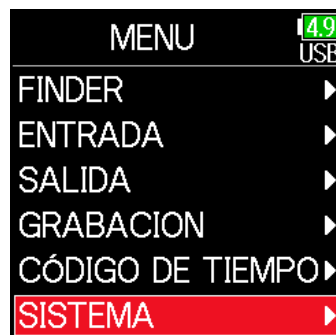 MENU
4.9
USB
FINDER
ENTRADA
SALIDA
GRABACION
CóDIGO DE TIEMPO
SISTEMA